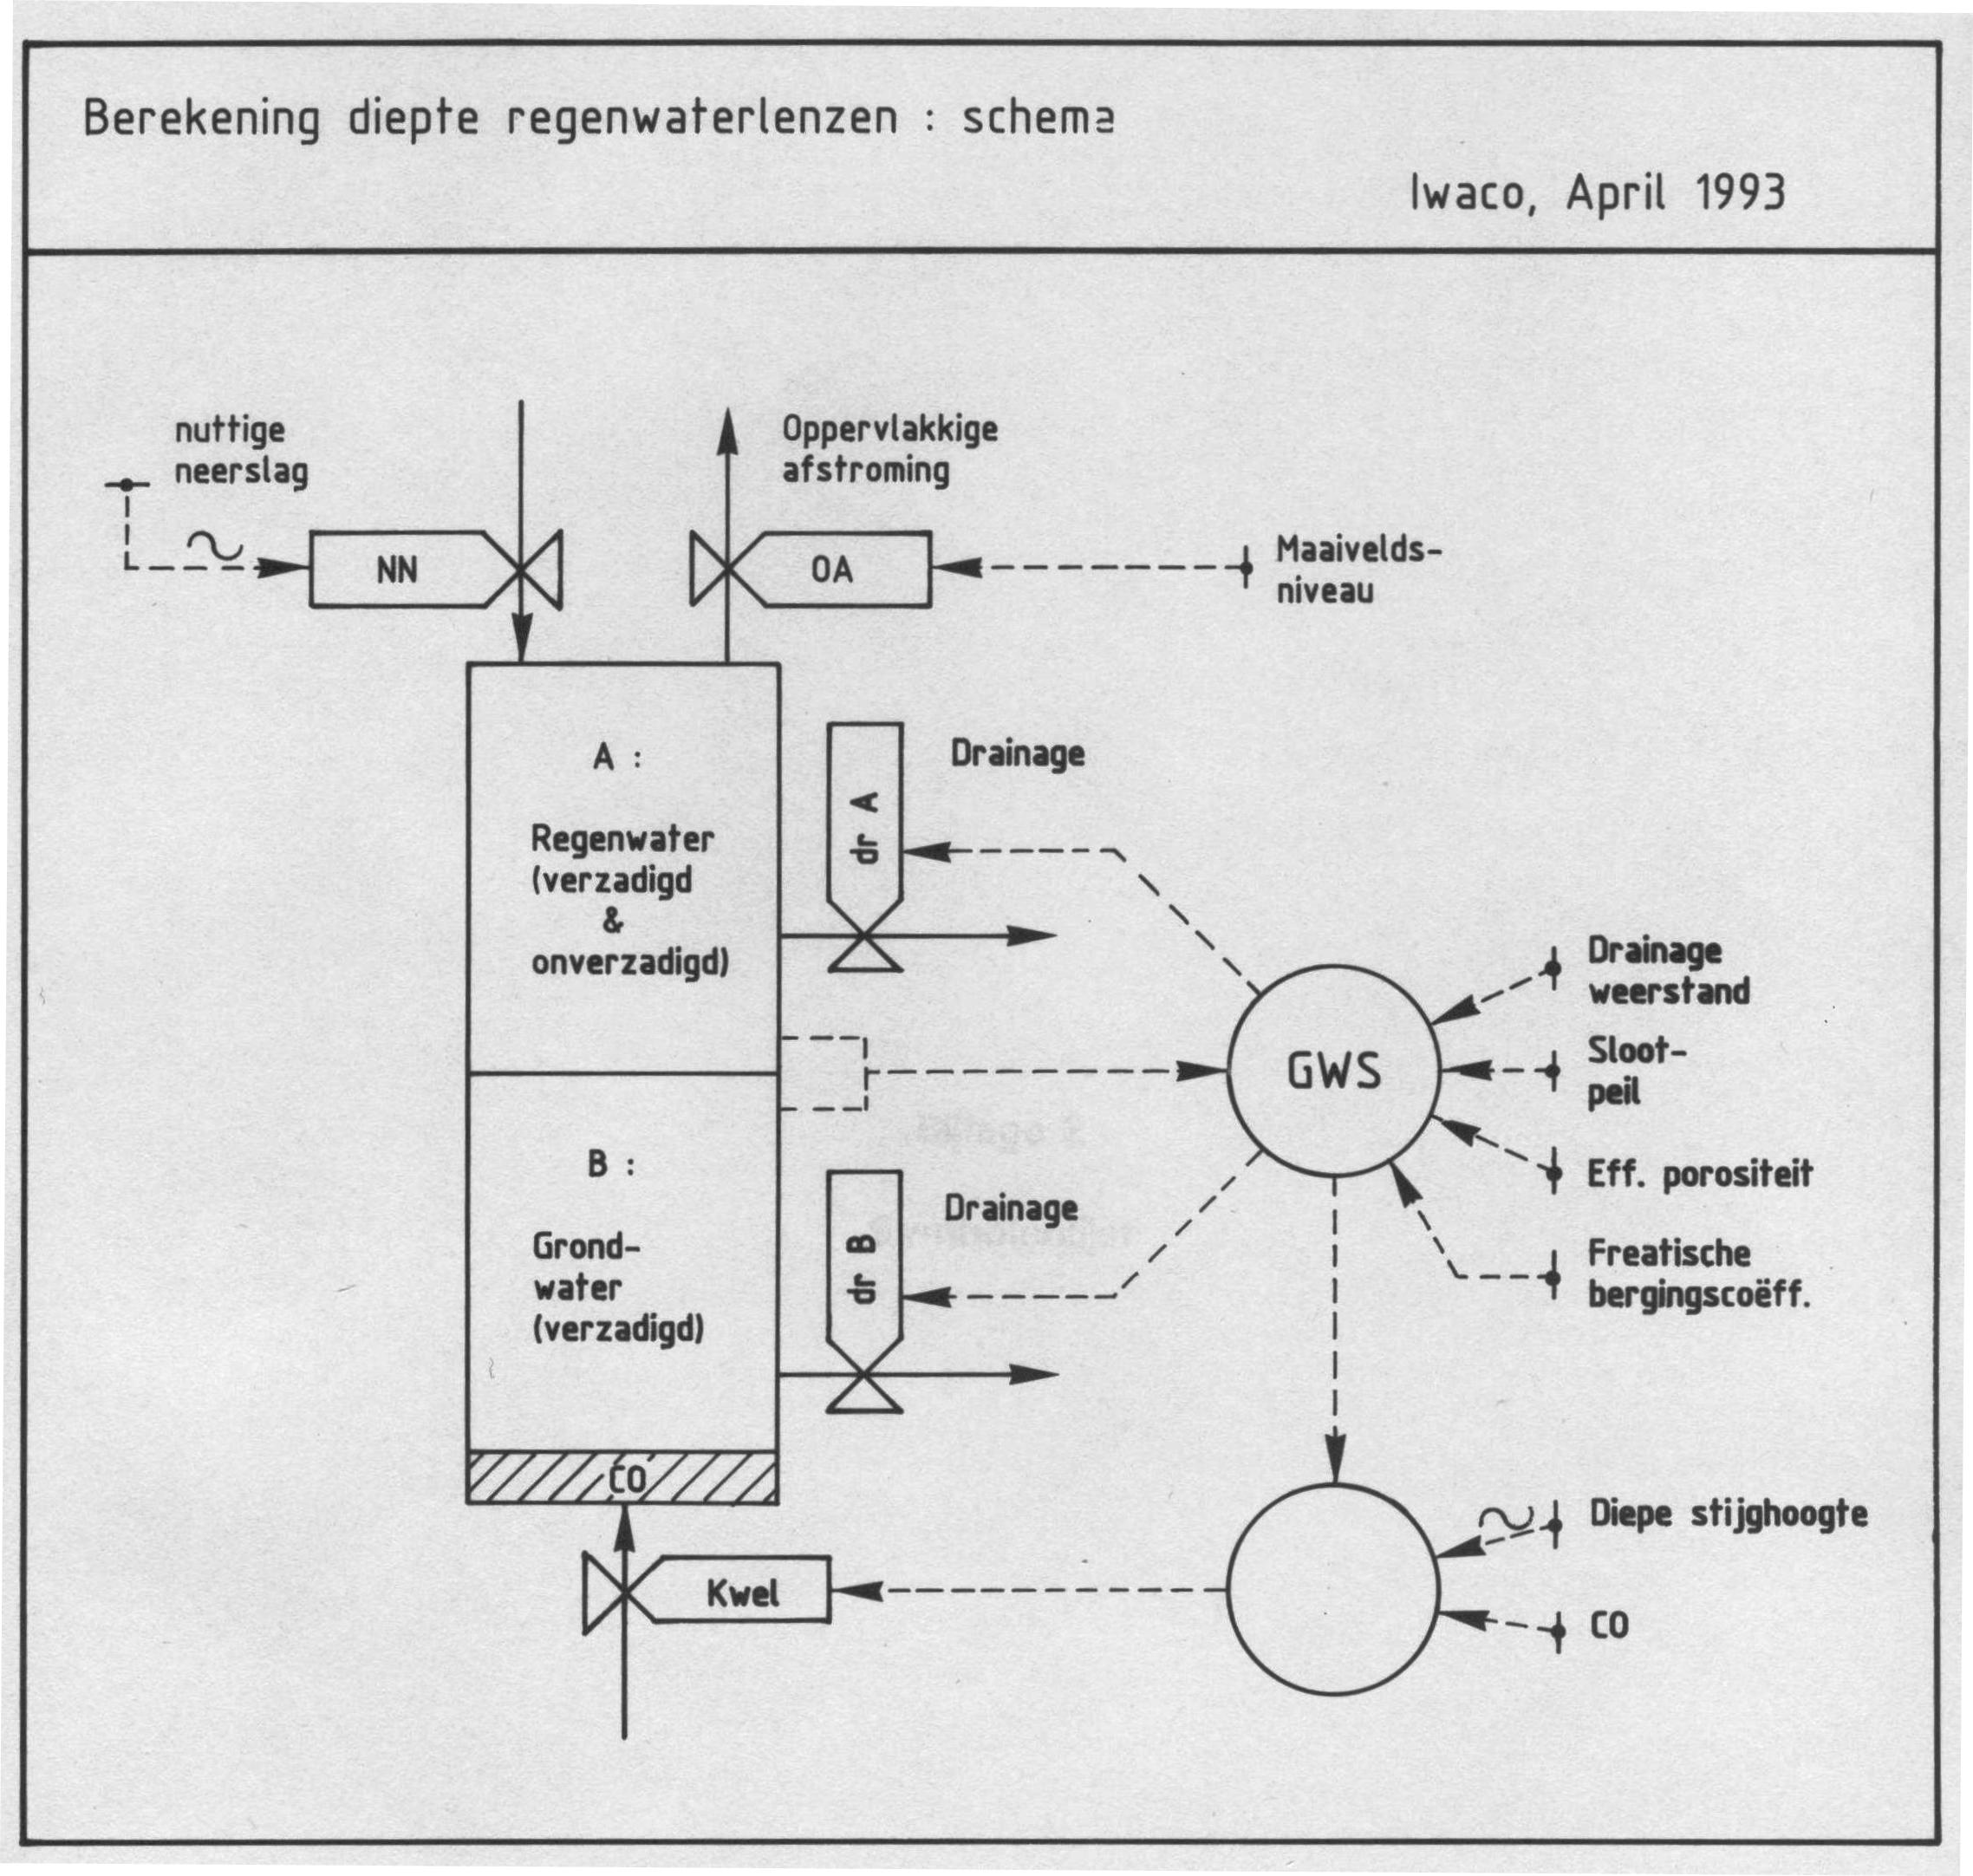 Berekening diepte regenwaterlenzen : schema
Iwaco, April 1993
nuttige
neerslag
Oppervlakkige
afstroming
NN
OA
Maaivelds-
niveau
A :
Regenwater
(verzadigd
&
onverzadigd)
dr A
Drainage
GWS
Drainage
weerstand
Sloot-
peil
Eff. porositeit
Freatische
bergingscoëff.
B :
Grond-
water
(verzadigd)
dr B
Drainage
CO
Kwel
Diepe stijghoogte
CO